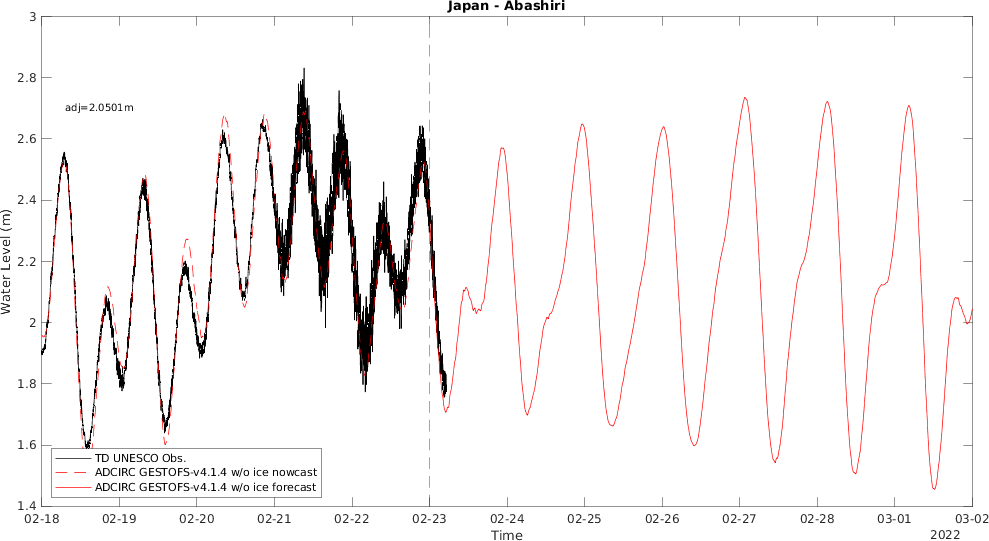 Japan - Abashiri
3
2.8
2.6
2.4
2.2
2
1.8
1.6
1.4
Water Level (m)
adj=2.0501m
TD UNESCO Obs.
ADCIRC GESTOFS-v4.1.4 w/o ice nowcast
ADCIRC GESTOFS-v4.1.4 w/o ice forecast
02-18 02-19 02-20 02-21 02-22 02-23 02-24 02-25 02-26 02-27 02-28 03-01 03-02
Time
2022